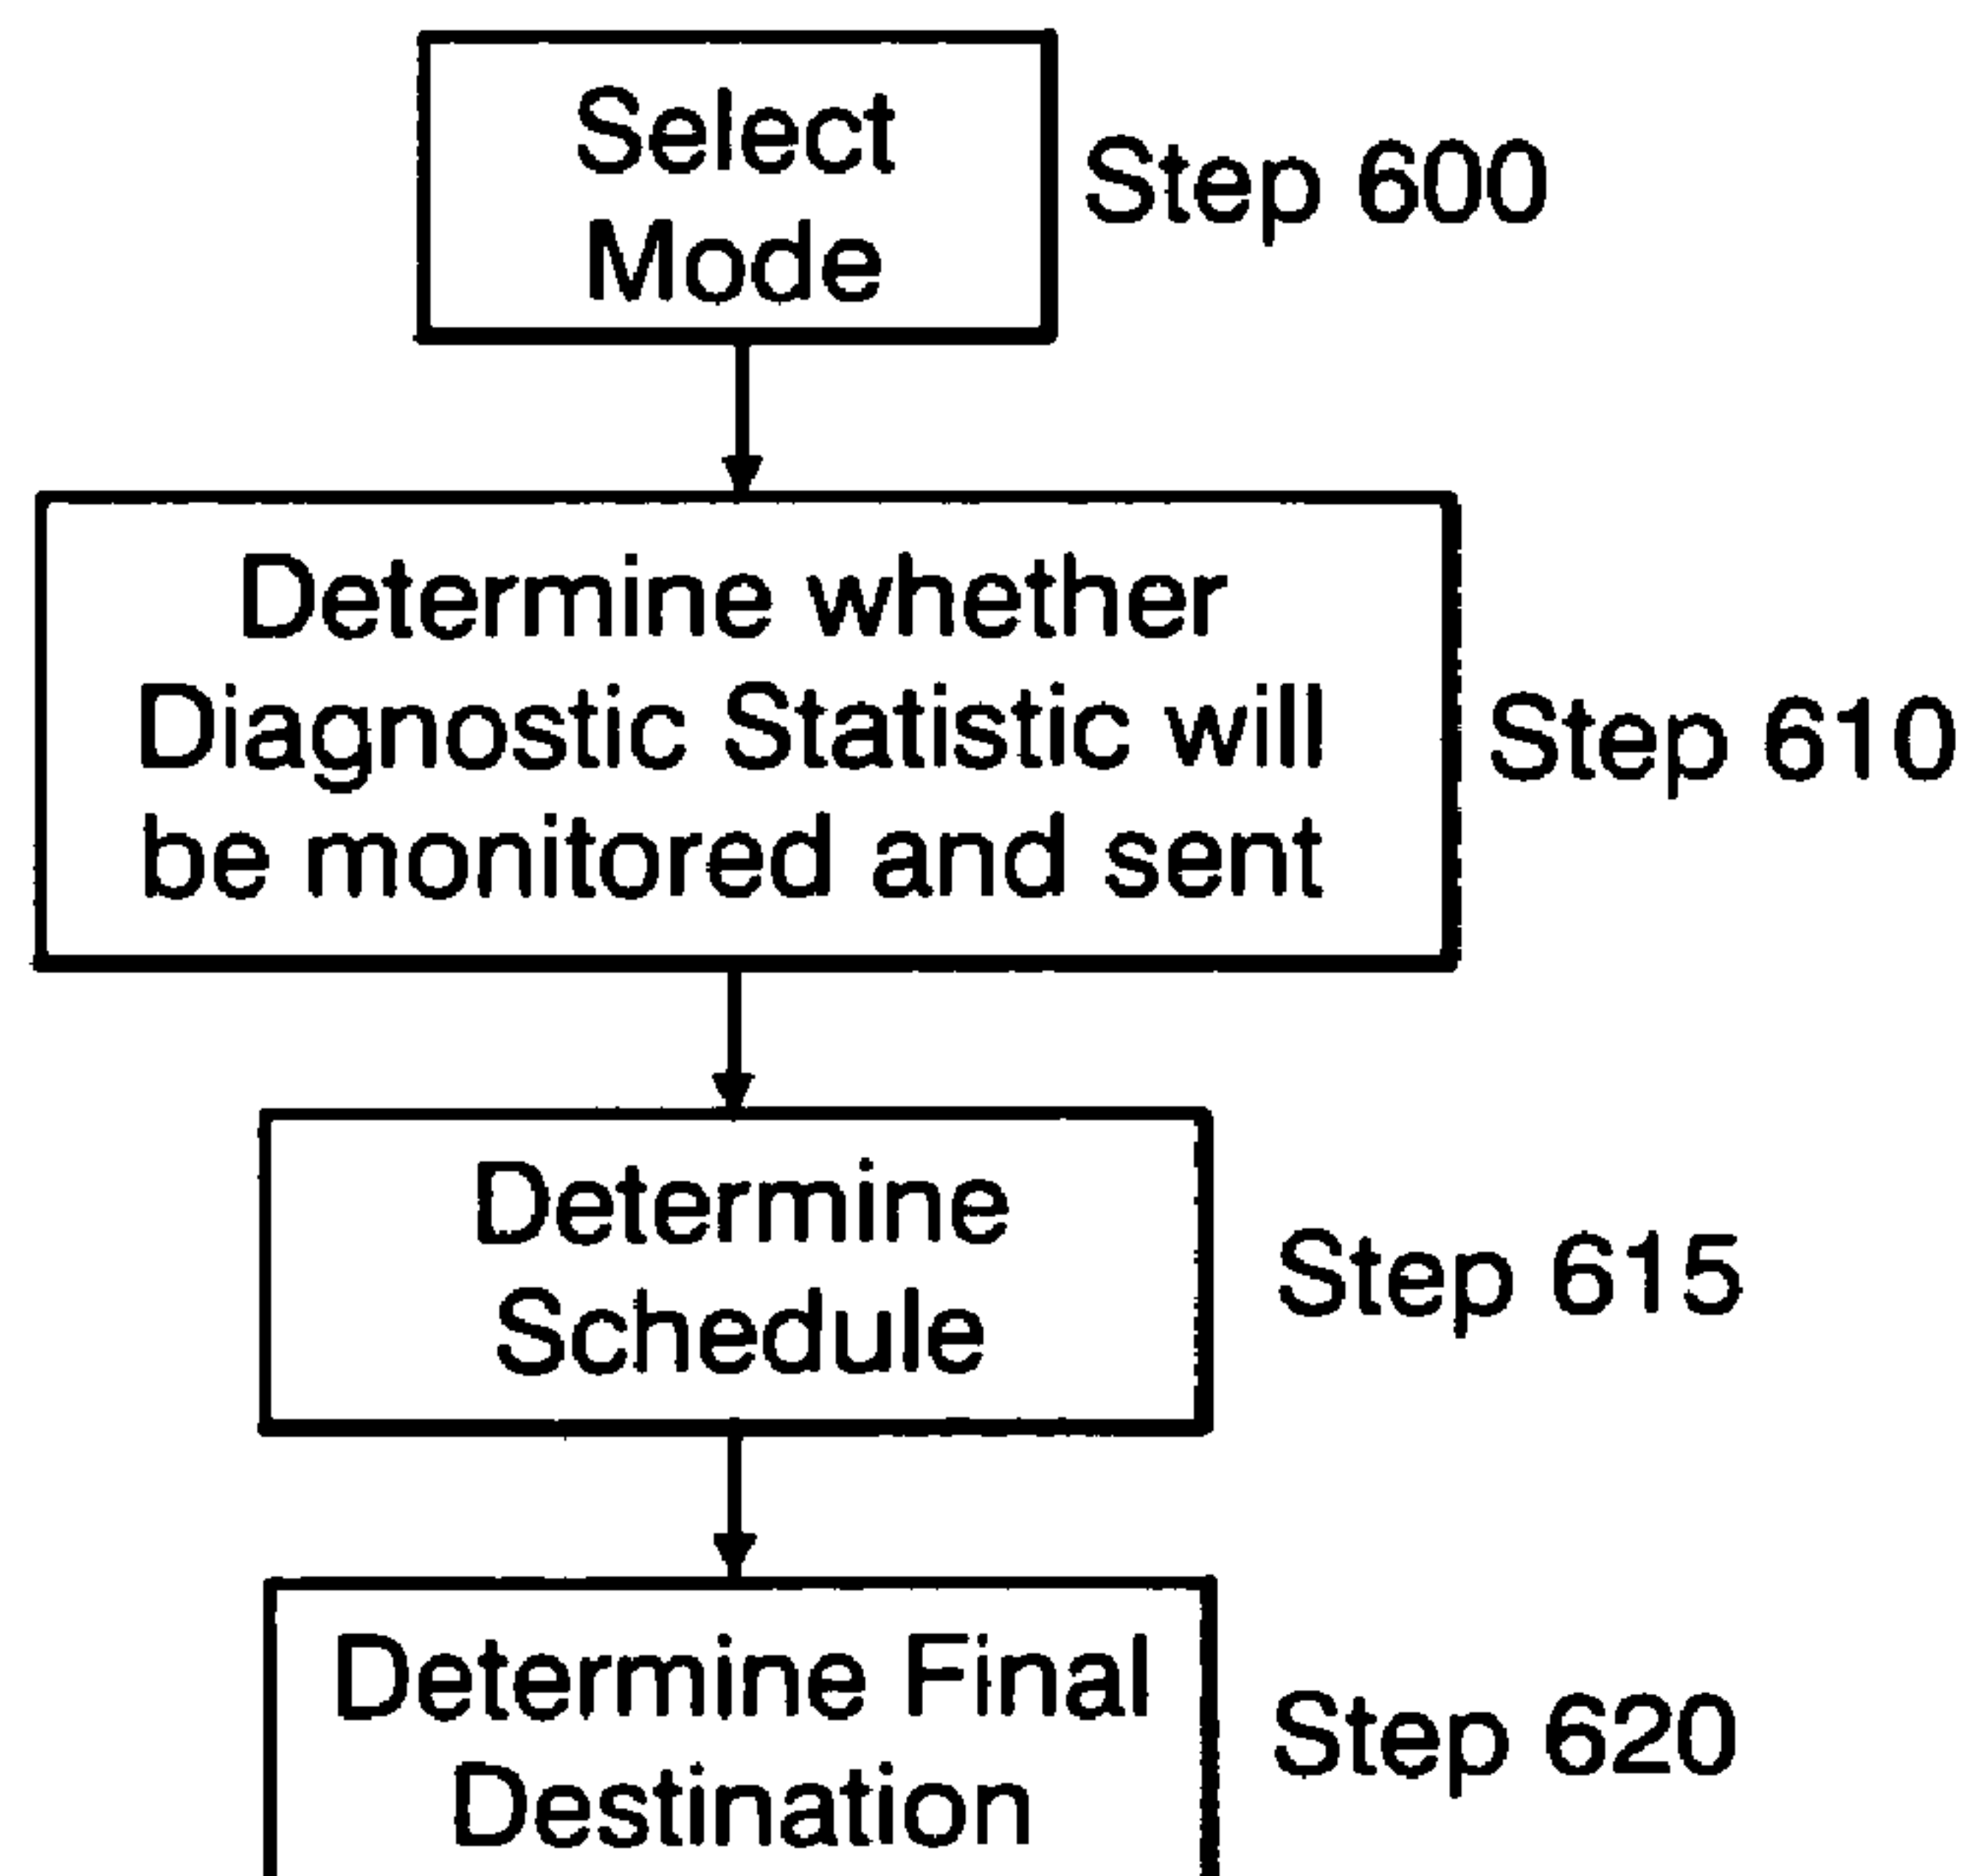 Select
Mode
Step 600
Determine whether
Diagnostic Statistic will
be monitored and sent
Step 610
Determine
Schedule
Step 615
Determine Final
Destination
Step 620